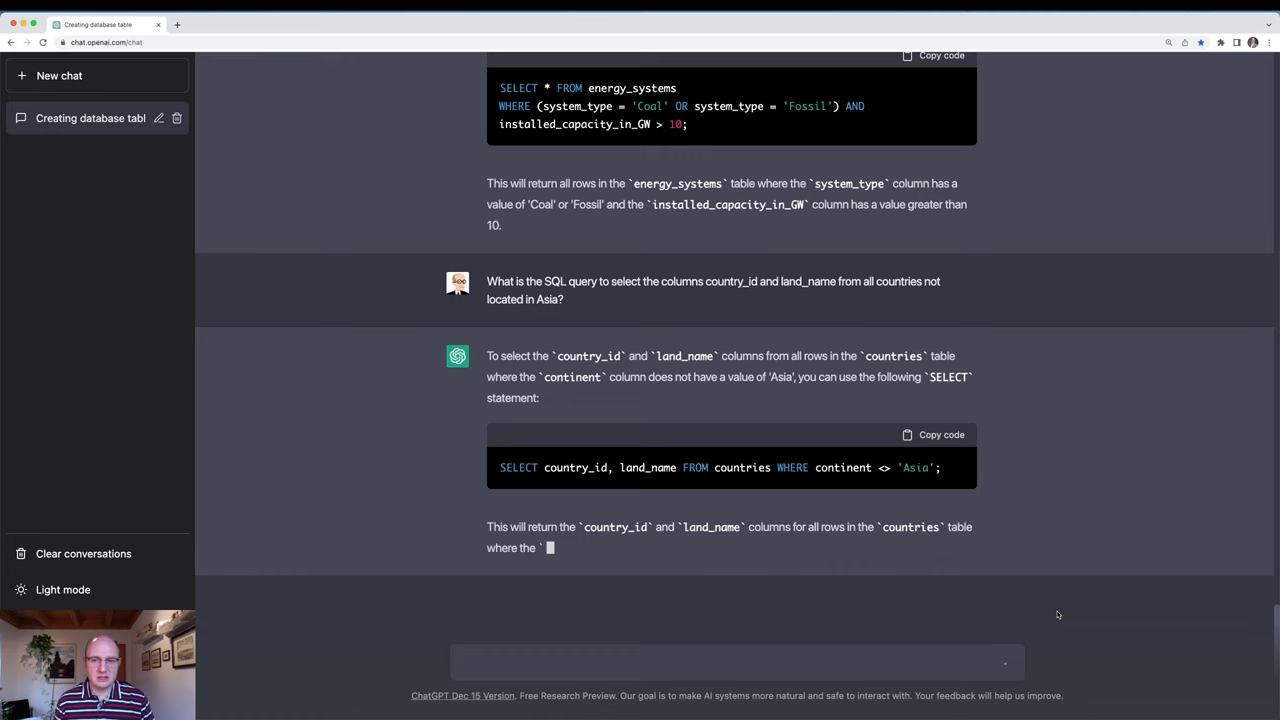 Creating database table
chat.openai.com/chat
New chat
Creating database tabl
Copy code
SELECT * FROM energy_systems
WHERE (system_type = 'Coal' OR system_type = 'Fossil') AND
installed_capacity_in_GW > 10;
This will return all rows in the `energy_systems` table where the `system_type` column has a
value of 'Coal' or 'Fossil' and the `installed_capacity_in_GW` column has a value greater than
10.
What is the SQL query to select the columns country_id and land_name from all countries not
located in Asia?
To select the `country_id` and `land_name` columns from all rows in the `countries` table
where the `continent` column does not have a value of 'Asia', you can use the following `SELECT`
statement:
Copy code
SELECT country_id, land_name FROM countries WHERE continent <> 'Asia';
This will return the `country_id` and `land_name` columns for all rows in the `countries` table
where the `
Clear conversations
Light mode
ChatGPT Dec 15 Version. Free Research Preview. Our goal is to make AI systems more natural and safe to interact with. Your feedback will help us improve.